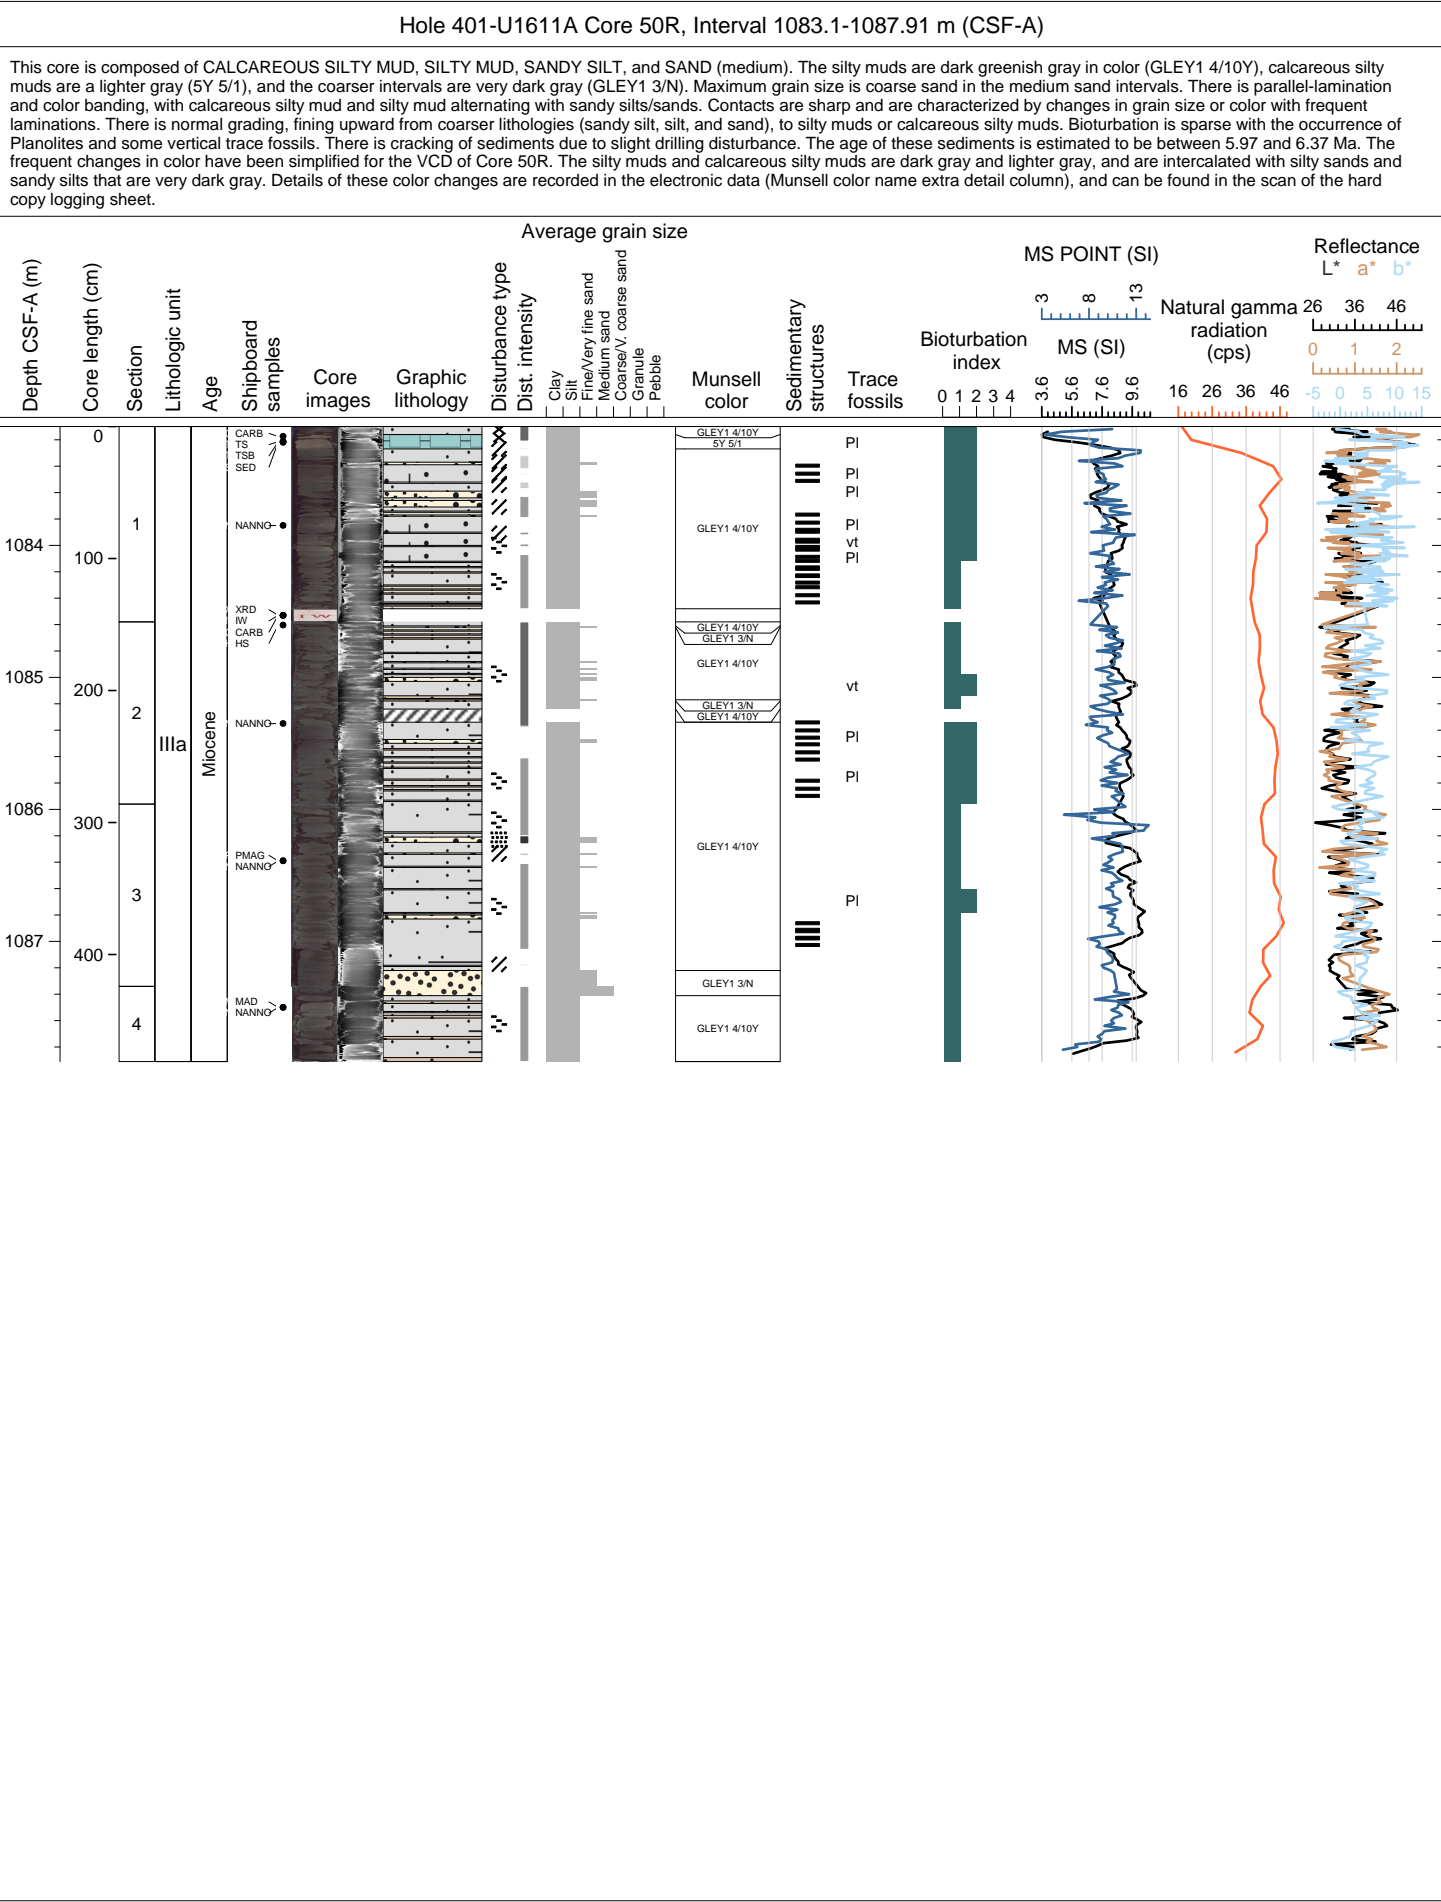 Hole 401-U1611A Core 50R, Interval 1083.1-1087.91 m (CSF-A)
This core is composed of CALCAREOUS SILTY MUD, SILTY MUD, SANDY SILT, and SAND (medium). The silty muds are dark greenish gray in color (GLEY1 4/10Y), calcareous silty
muds are a lighter gray (5Y 5/1), and the coarser intervals are very dark gray (GLEY1 3/N). Maximum grain size is coarse sand in the medium sand intervals. There is parallel-lamination
and color banding, with calcareous silty mud and silty mud alternating with sandy silts/sands. Contacts are sharp and are characterized by changes in grain size or color with frequent
laminations. There is normal grading, fining upward from coarser lithologies (sandy silt, silt, and sand), to silty muds or calcareous silty muds. Bioturbation is sparse with the occurrence of
Planolites and some vertical trace fossils. There is cracking of sediments due to slight drilling disturbance. The age of these sediments is estimated to be between 5.97 and 6.37 Ma. The
frequent changes in color have been simplified for the VCD of Core 50R. The silty muds and calcareous silty muds are dark gray and lighter gray, and are intercalated with silty sands and
sandy silts that are very dark gray. Details of these color changes are recorded in the electronic data (Munsell color name extra detail column), and can be found in the scan of the hard
copy logging sheet.
Depth CSF-A (m)
Core length (cm)
Section
Lithologic unit
Age
Shipboard
samples
Core
images
Graphic
lithology
Disturbance type
Dist. intensity
Average grain size
Clay
Silt
Fine/Very fine sand
Medium sand
Coarse/V. coarse sand
Granule
Pebble
Munsell
color
Sedimentary
structures
Trace
fossils
Bioturbation
index
0 1 2 3 4
MS POINT (SI)
3 8 13
MS (SI)
3.6 5.6 7.6 9.6
Natural gamma
radiation
(cps)
16 26 36 46
Reflectance
L* a* b*
26 36 46
0 1 2
-5 0 5 10 15
1084
1085
1086
1087
0
100
200
300
400
1
2
3
4
IIIa
Miocene
CARB
TS
TSB
SED
NANNO
XRD
IW
CARB
HS
NANNO
PMAG
NANNO
MAD
NANNO
IW
GLEY1 4/10Y
5Y 5/1
GLEY1 4/10Y
GLEY1 4/10Y
GLEY1 3/N
GLEY1 4/10Y
GLEY1 3/N
GLEY1 4/10Y
GLEY1 4/10Y
GLEY1 3/N
GLEY1 4/10Y
Pl
Pl
Pl
Pl
vt
Pl
vt
Pl
Pl
Pl